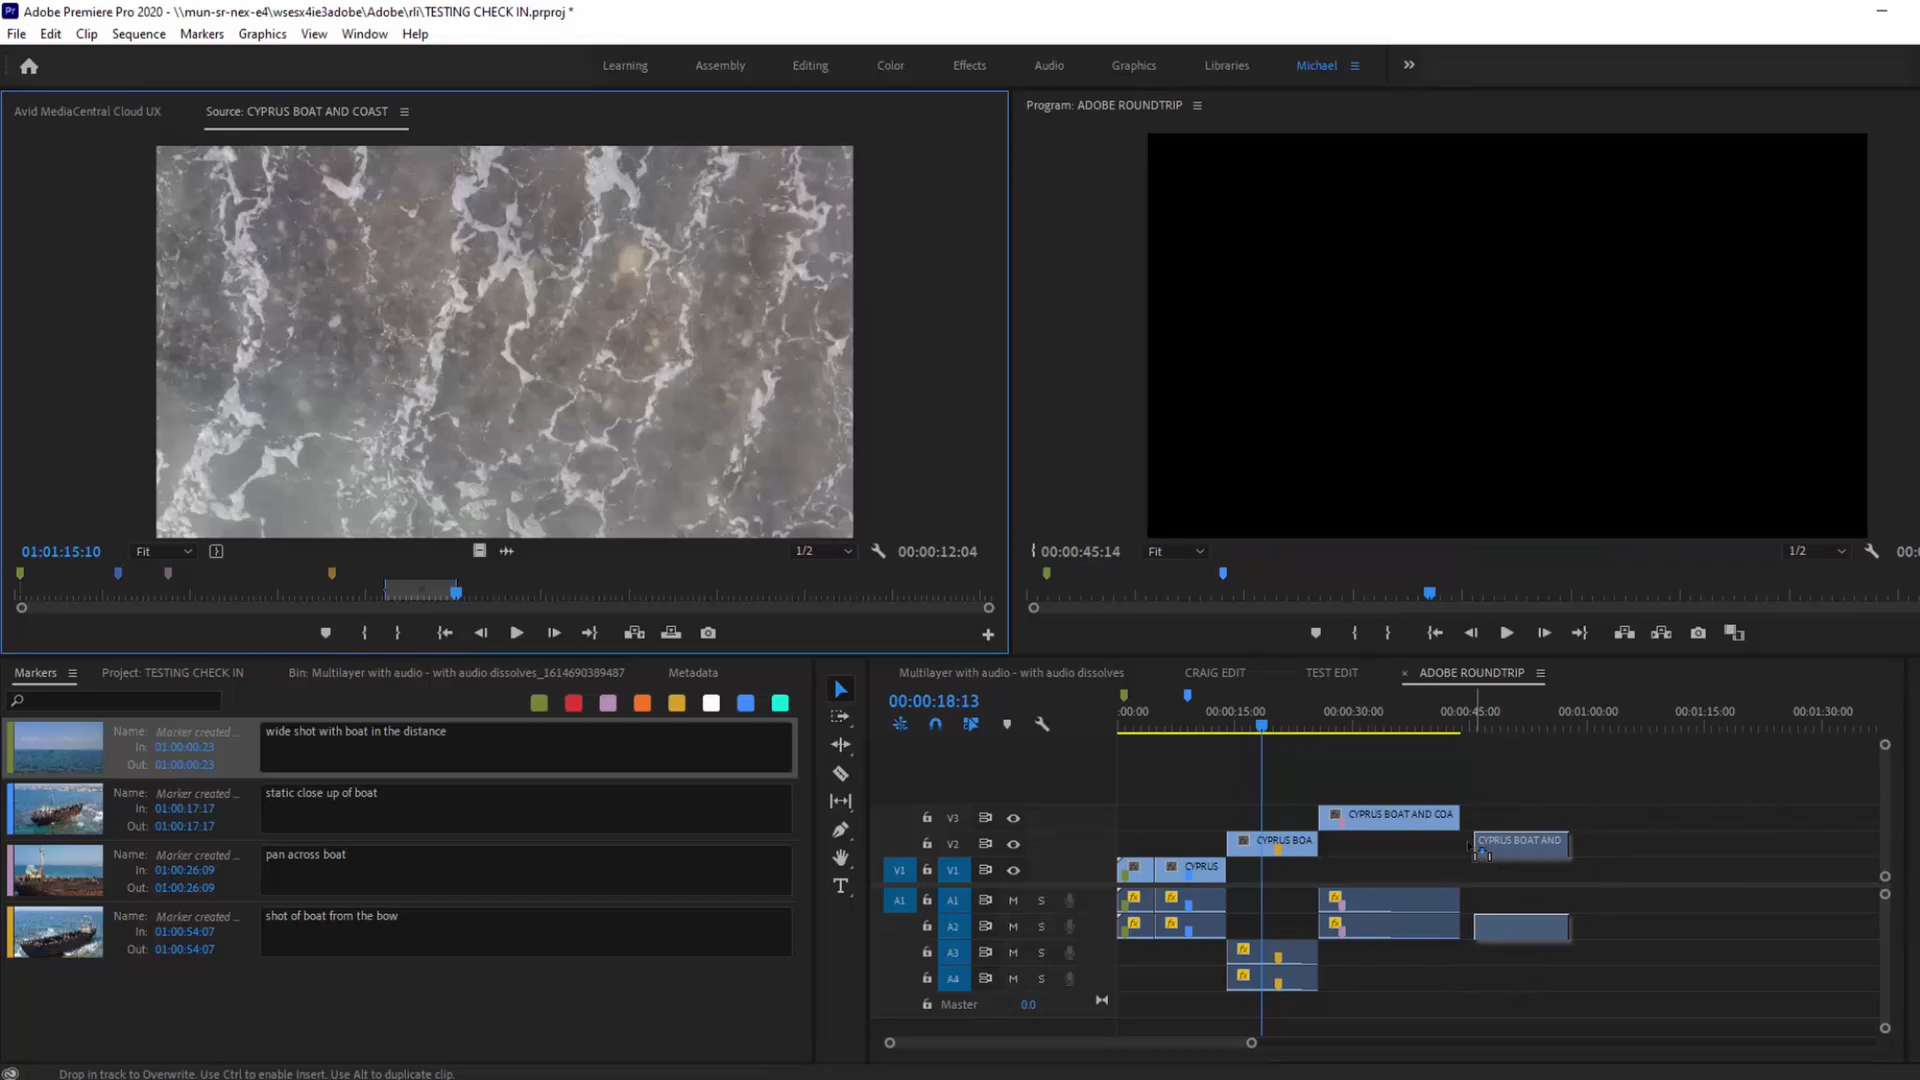 Pr Adobe Premiere Pro 2020 - \\mun-sr-nex-e4\wsesx4ie3adobe\Adobe\rli\TESTING CHECK IN.prproj *
File Edit Clip Sequence Markers Graphics View Window Help
Learning Assembly Editing Color Effects Audio Graphics Libraries Michael
Avid MediaCentral Cloud UX Source: CYPRUS BOAT AND COAST
Program: ADOBE ROUNDTRIP
01:01:15:10 Fit 1/2 00:00:12:04
00:00:45:14 Fit 1/2 00:
Markers Project: TESTING CHECK IN Bin: Multilayer with audio - with audio dissolves_1614690389487 Metadata
Name: Marker created ...
In: 01:00:00:23
Out: 01:00:00:23
wide shot with boat in the distance
Name: Marker created ...
In: 01:00:17:17
Out: 01:00:17:17
static close up of boat
Name: Marker created ...
In: 01:00:26:09
Out: 01:00:26:09
pan across boat
Name: Marker created ...
In: 01:00:54:07
Out: 01:00:54:07
shot of boat from the bow
Multilayer with audio - with audio dissolves CRAIG EDIT TEST EDIT × ADOBE ROUNDTRIP
00:00:18:13
:00:00 00:00:15:00 00:00:30:00 00:00:45:00 00:01:00:00 00:01:15:00 00:01:30:00
V3 CYPRUS BOAT AND COA
V2 CYPRUS BOA CYPRUS BOAT AND
V1 V1 CYPRUS
A1 A1 M S fx fx fx
A2 M S fx fx fx
A3 M S fx
A4 M S fx
Master 0.0
Drop in track to Overwrite. Use Ctrl to enable Insert. Use Alt to duplicate clip.